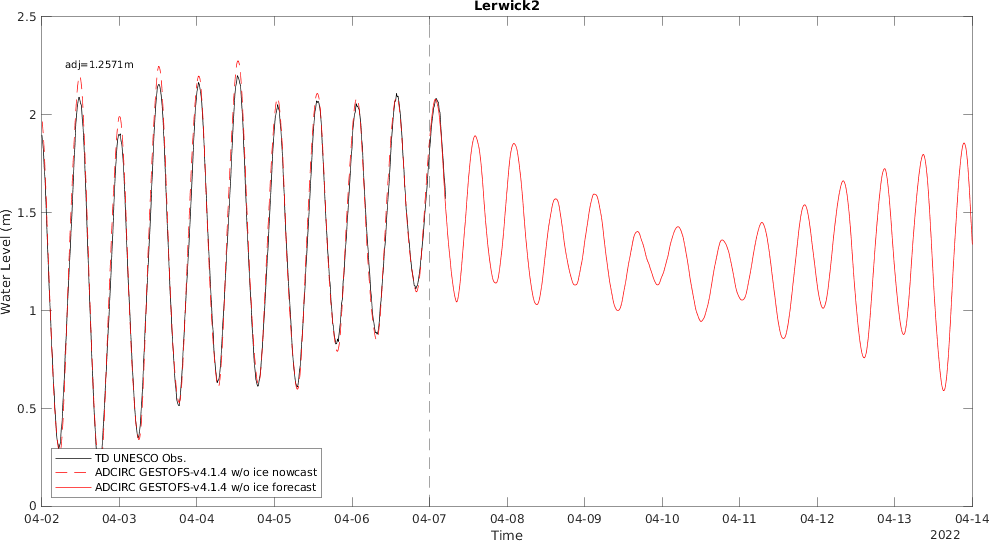 Lerwick2
2.5
adj=1.2571m
2
1.5
Water Level (m)
1
0.5
TD UNESCO Obs.
ADCIRC GESTOFS-v4.1.4 w/o ice nowcast
ADCIRC GESTOFS-v4.1.4 w/o ice forecast
0
04-02 04-03 04-04 04-05 04-06 04-07 04-08 04-09 04-10 04-11 04-12 04-13 04-14
Time
2022